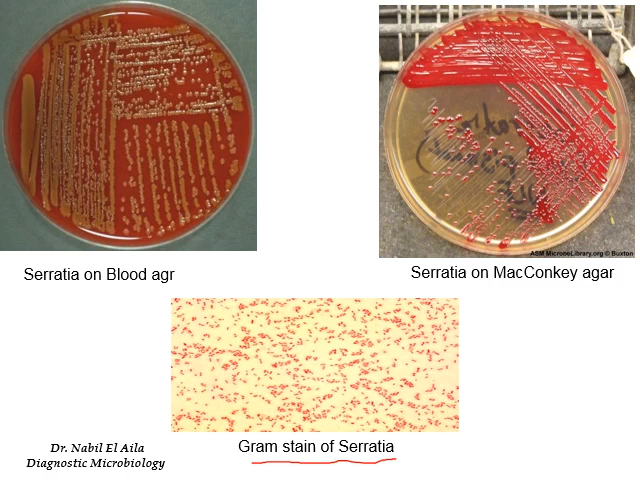 ASM MicrobeLibrary.org © Buxton
Serratia on Blood agr
Serratia on MacConkey agar
Gram stain of Serratia
Dr. Nabil El Aila
Diagnostic Microbiology